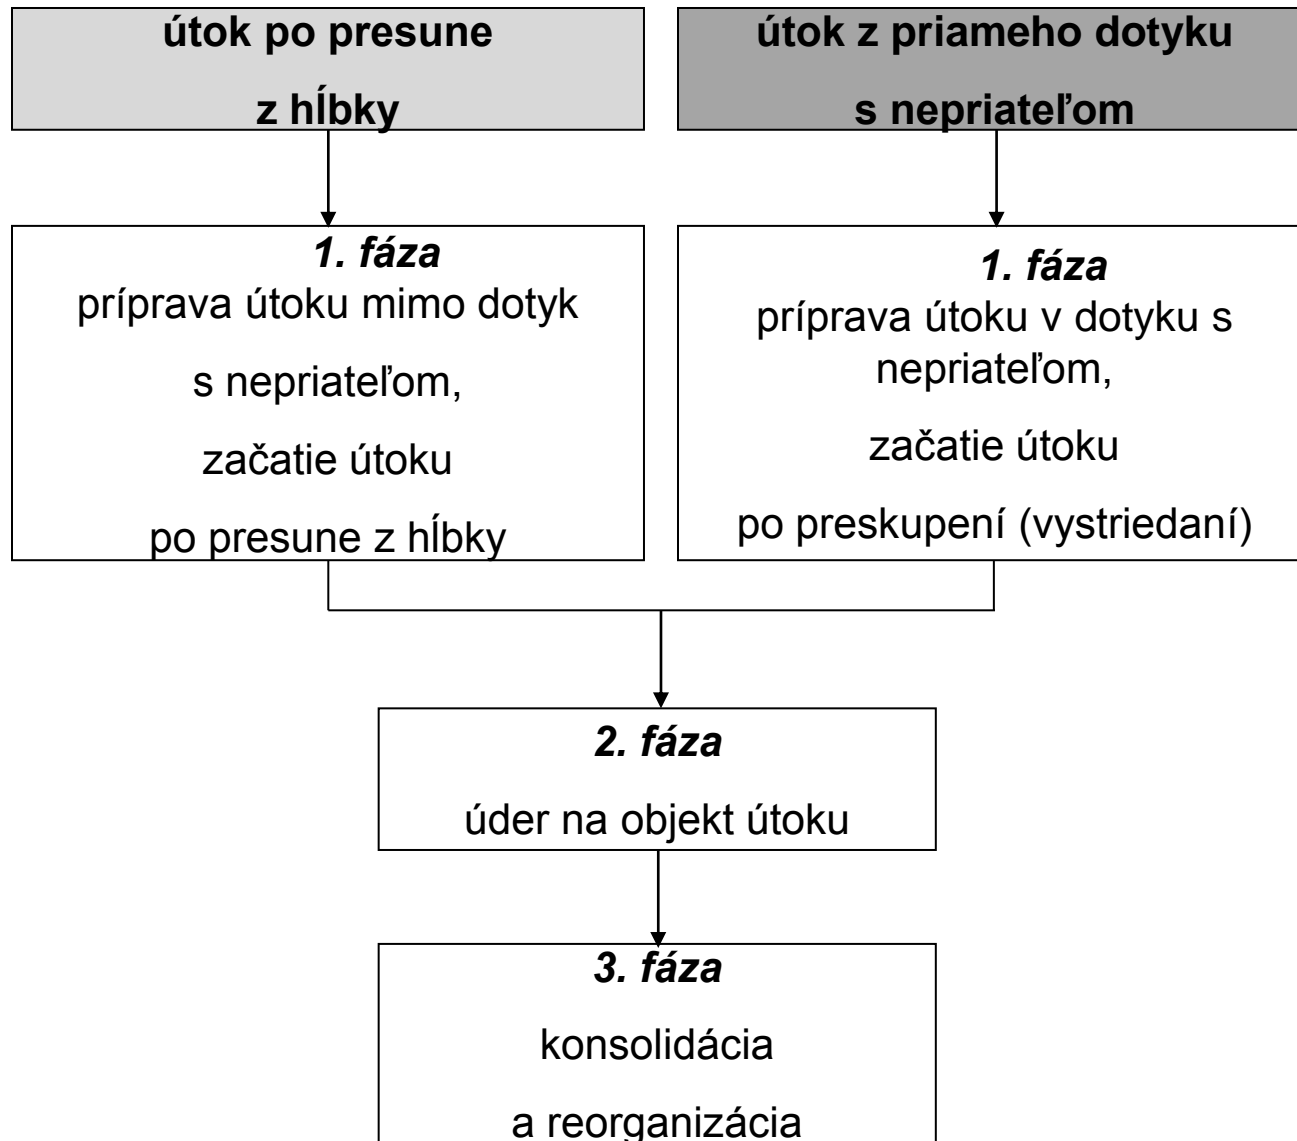 útok po presune
z hĺbky
útok z priameho dotyku
s nepriateľom
1. fáza
príprava útoku mimo dotyk
s nepriateľom,
začatie útoku
po presune z hĺbky
1. fáza
príprava útoku v dotyku s
nepriateľom,
začatie útoku
po preskupení (vystriedaní)
2. fáza
úder na objekt útoku
3. fáza
konsolidácia
a reorganizácia